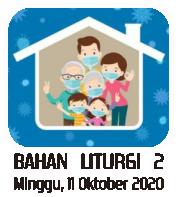 BAHAN LITURGI 2
Minggu, 11 Oktober 2020